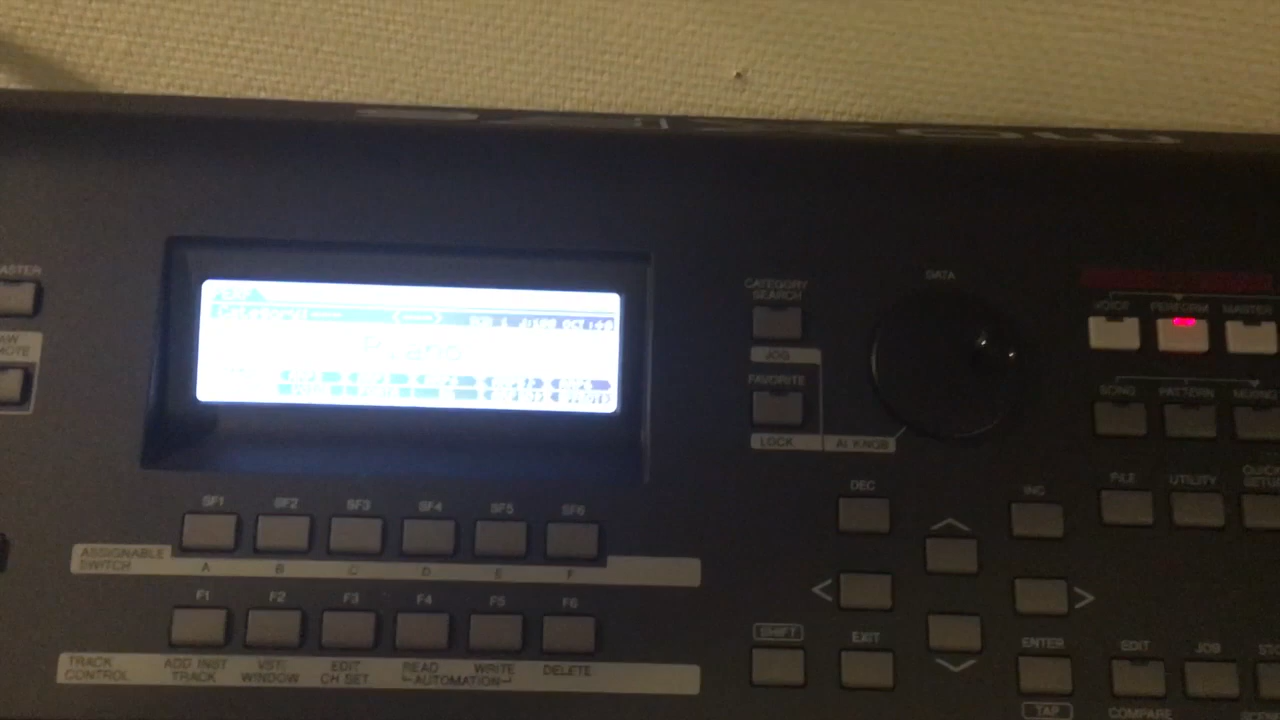 CATEGORY
SEARCH
DATA
VOICE
PERFORM
MASTER
JOG
FAVORITE
SONG
PATTERN
MIXING
LOCK
AI KNOB
DEC
INC
FILE
UTILITY
SF1 SF2 SF3 SF4 SF5 SF6
ASSIGNABLE
SWITCH
A B C D E F
F1 F2 F3 F4 F5 F6
SHIFT
EXIT
ENTER
EDIT
JOB
TRACK
CONTROL
ADD INST
TRACK
VSTi
WINDOW
EDIT
CH SET
READ WRITE
AUTOMATION
DELETE
TAP
COMPARE